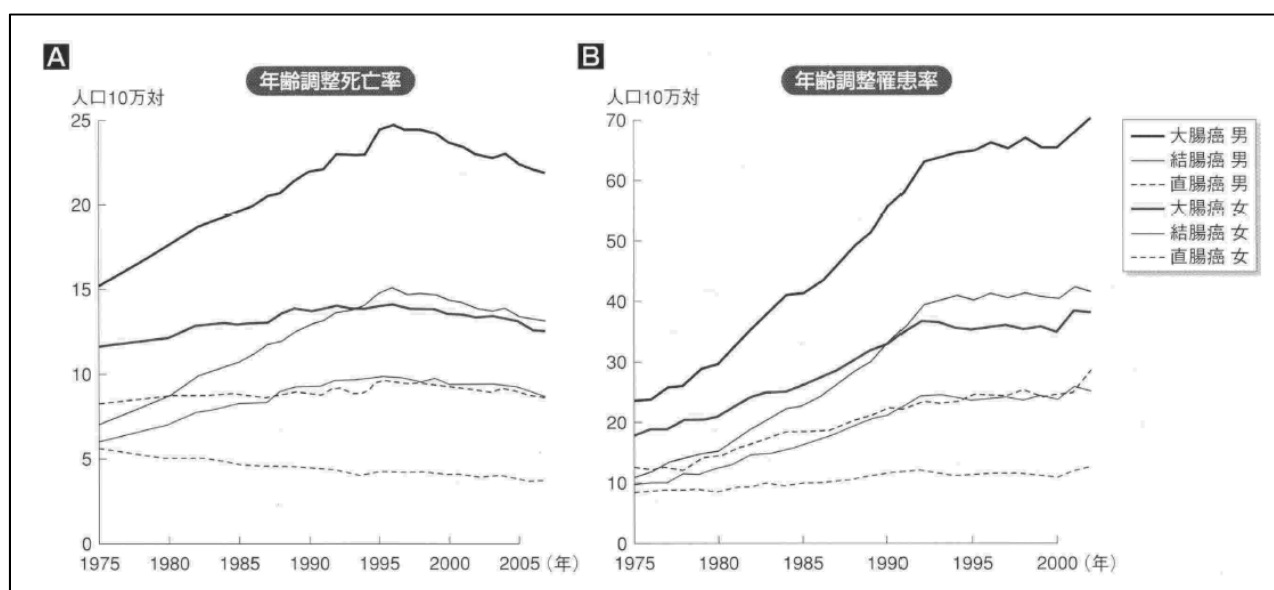 A
年齢調整死亡率
人口10万対
25
20
15
10
5
0
1975 1980 1985 1990 1995 2000 2005 (年)
B
年齢調整罹患率
人口10万対
70
60
50
40
30
20
10
0
1975 1980 1985 1990 1995 2000 (年)
大腸癌 男
結腸癌 男
直腸癌 男
大腸癌 女
結腸癌 女
直腸癌 女